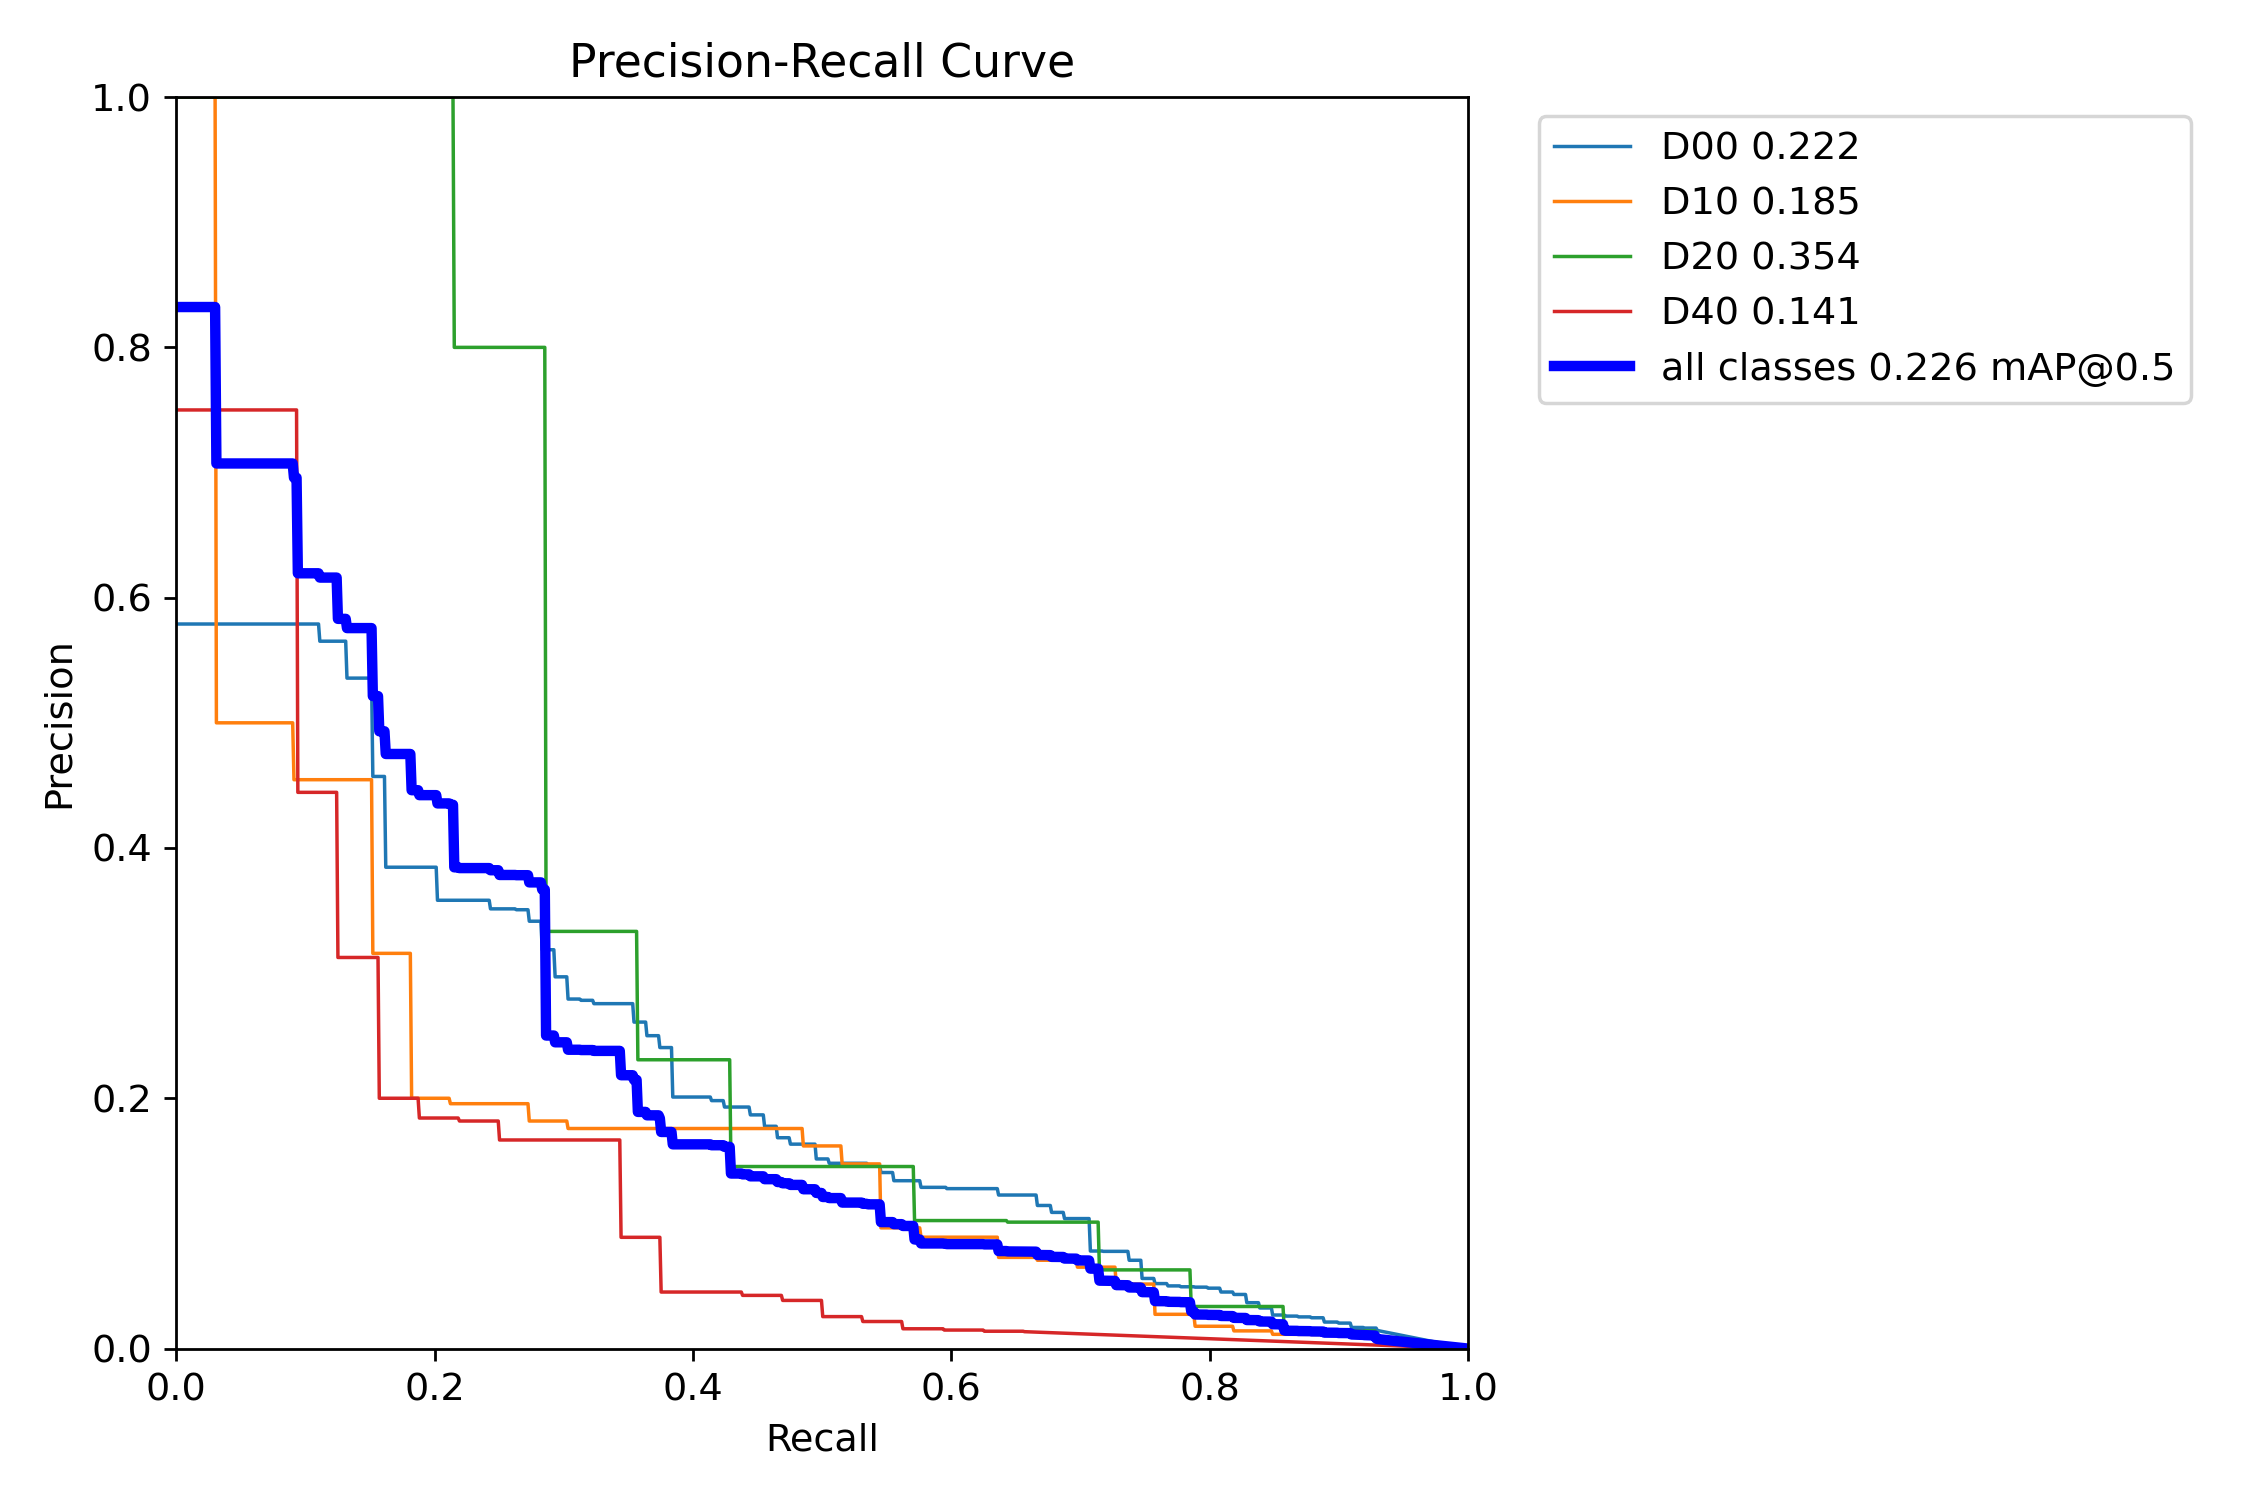 Precision-Recall Curve
1.0
0.8
0.6
0.4
0.2
0.0
Precision
0.0 0.2 0.4 0.6 0.8 1.0
Recall
D00 0.222
D10 0.185
D20 0.354
D40 0.141
all classes 0.226 mAP@0.5